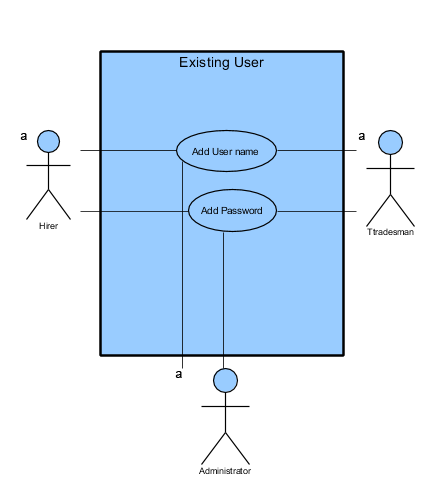 Existing User
a
a
Add User name
Add Password
Hirer
Ttradesman
a
Administrator